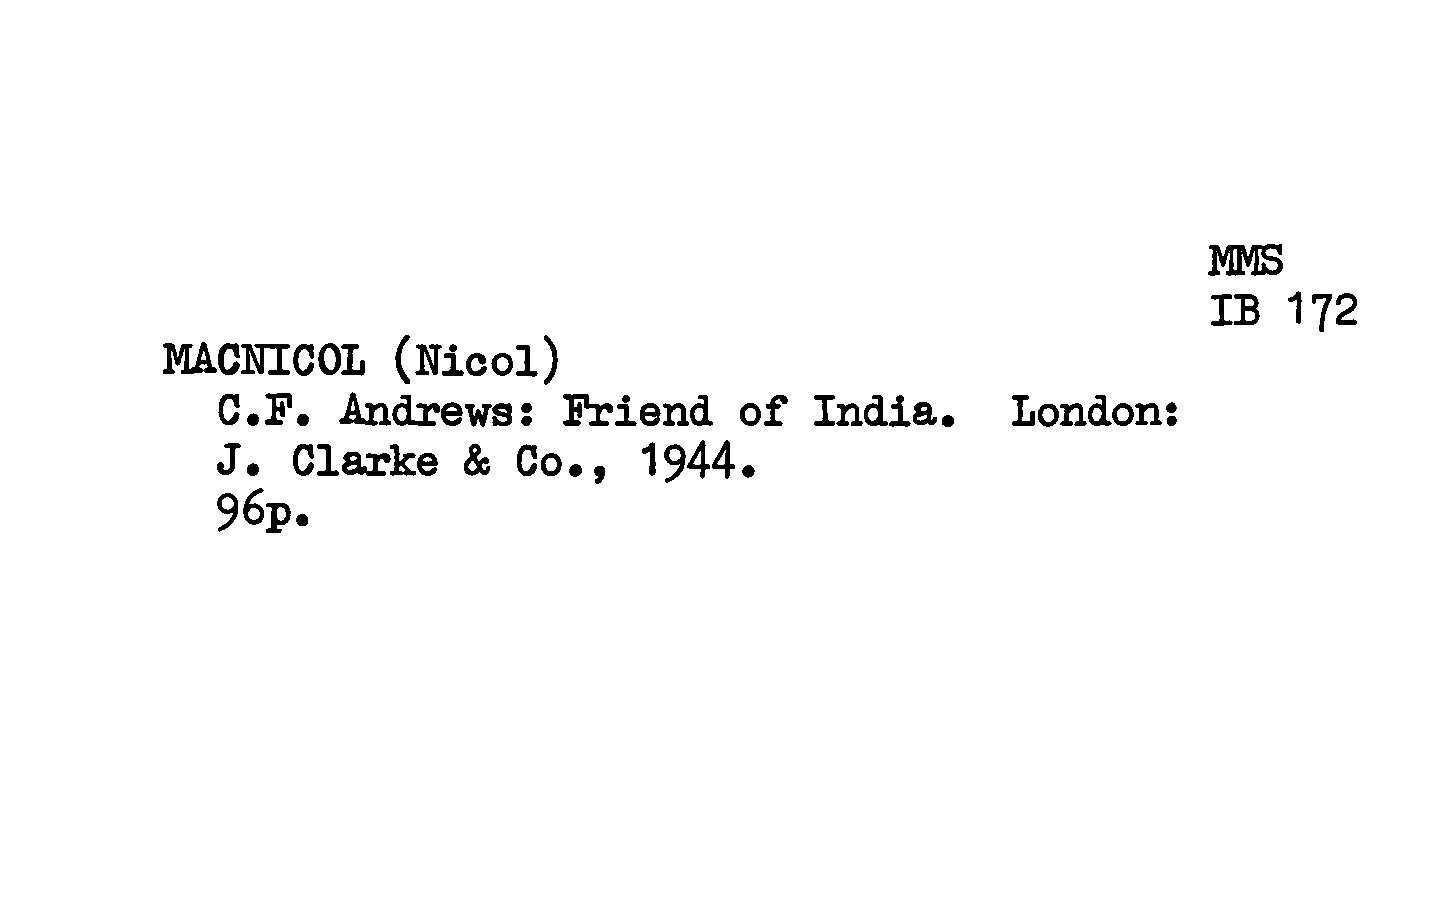 MMS
IB 172
MACNICOL (Nicol)
C.F. Andrews: Friend of India. London:
J. Clarke & Co., 1944.
96p.